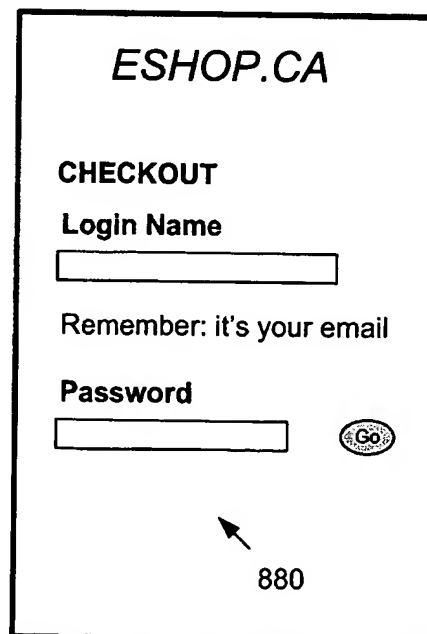 ESHOP.CA
CHECKOUT
Login Name
Remember: it's your email
Password
Go
880